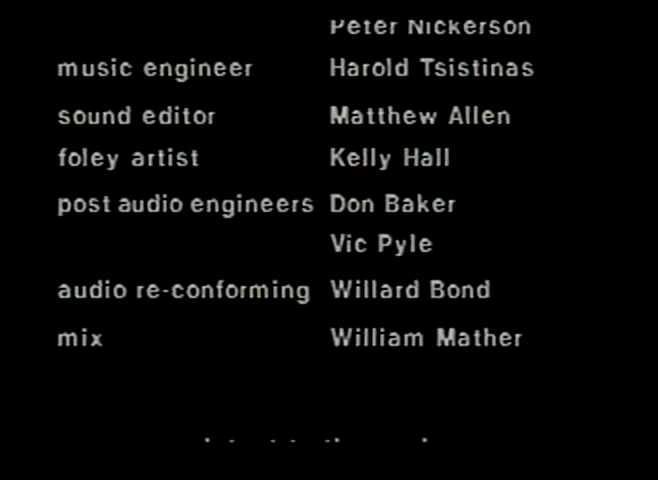 Peter Nickerson
music engineer Harold Tsistinas
sound editor Matthew Allen
foley artist Kelly Hall
post audio engineers Don Baker
Vic Pyle
audio re-conforming Willard Bond
mix William Mather